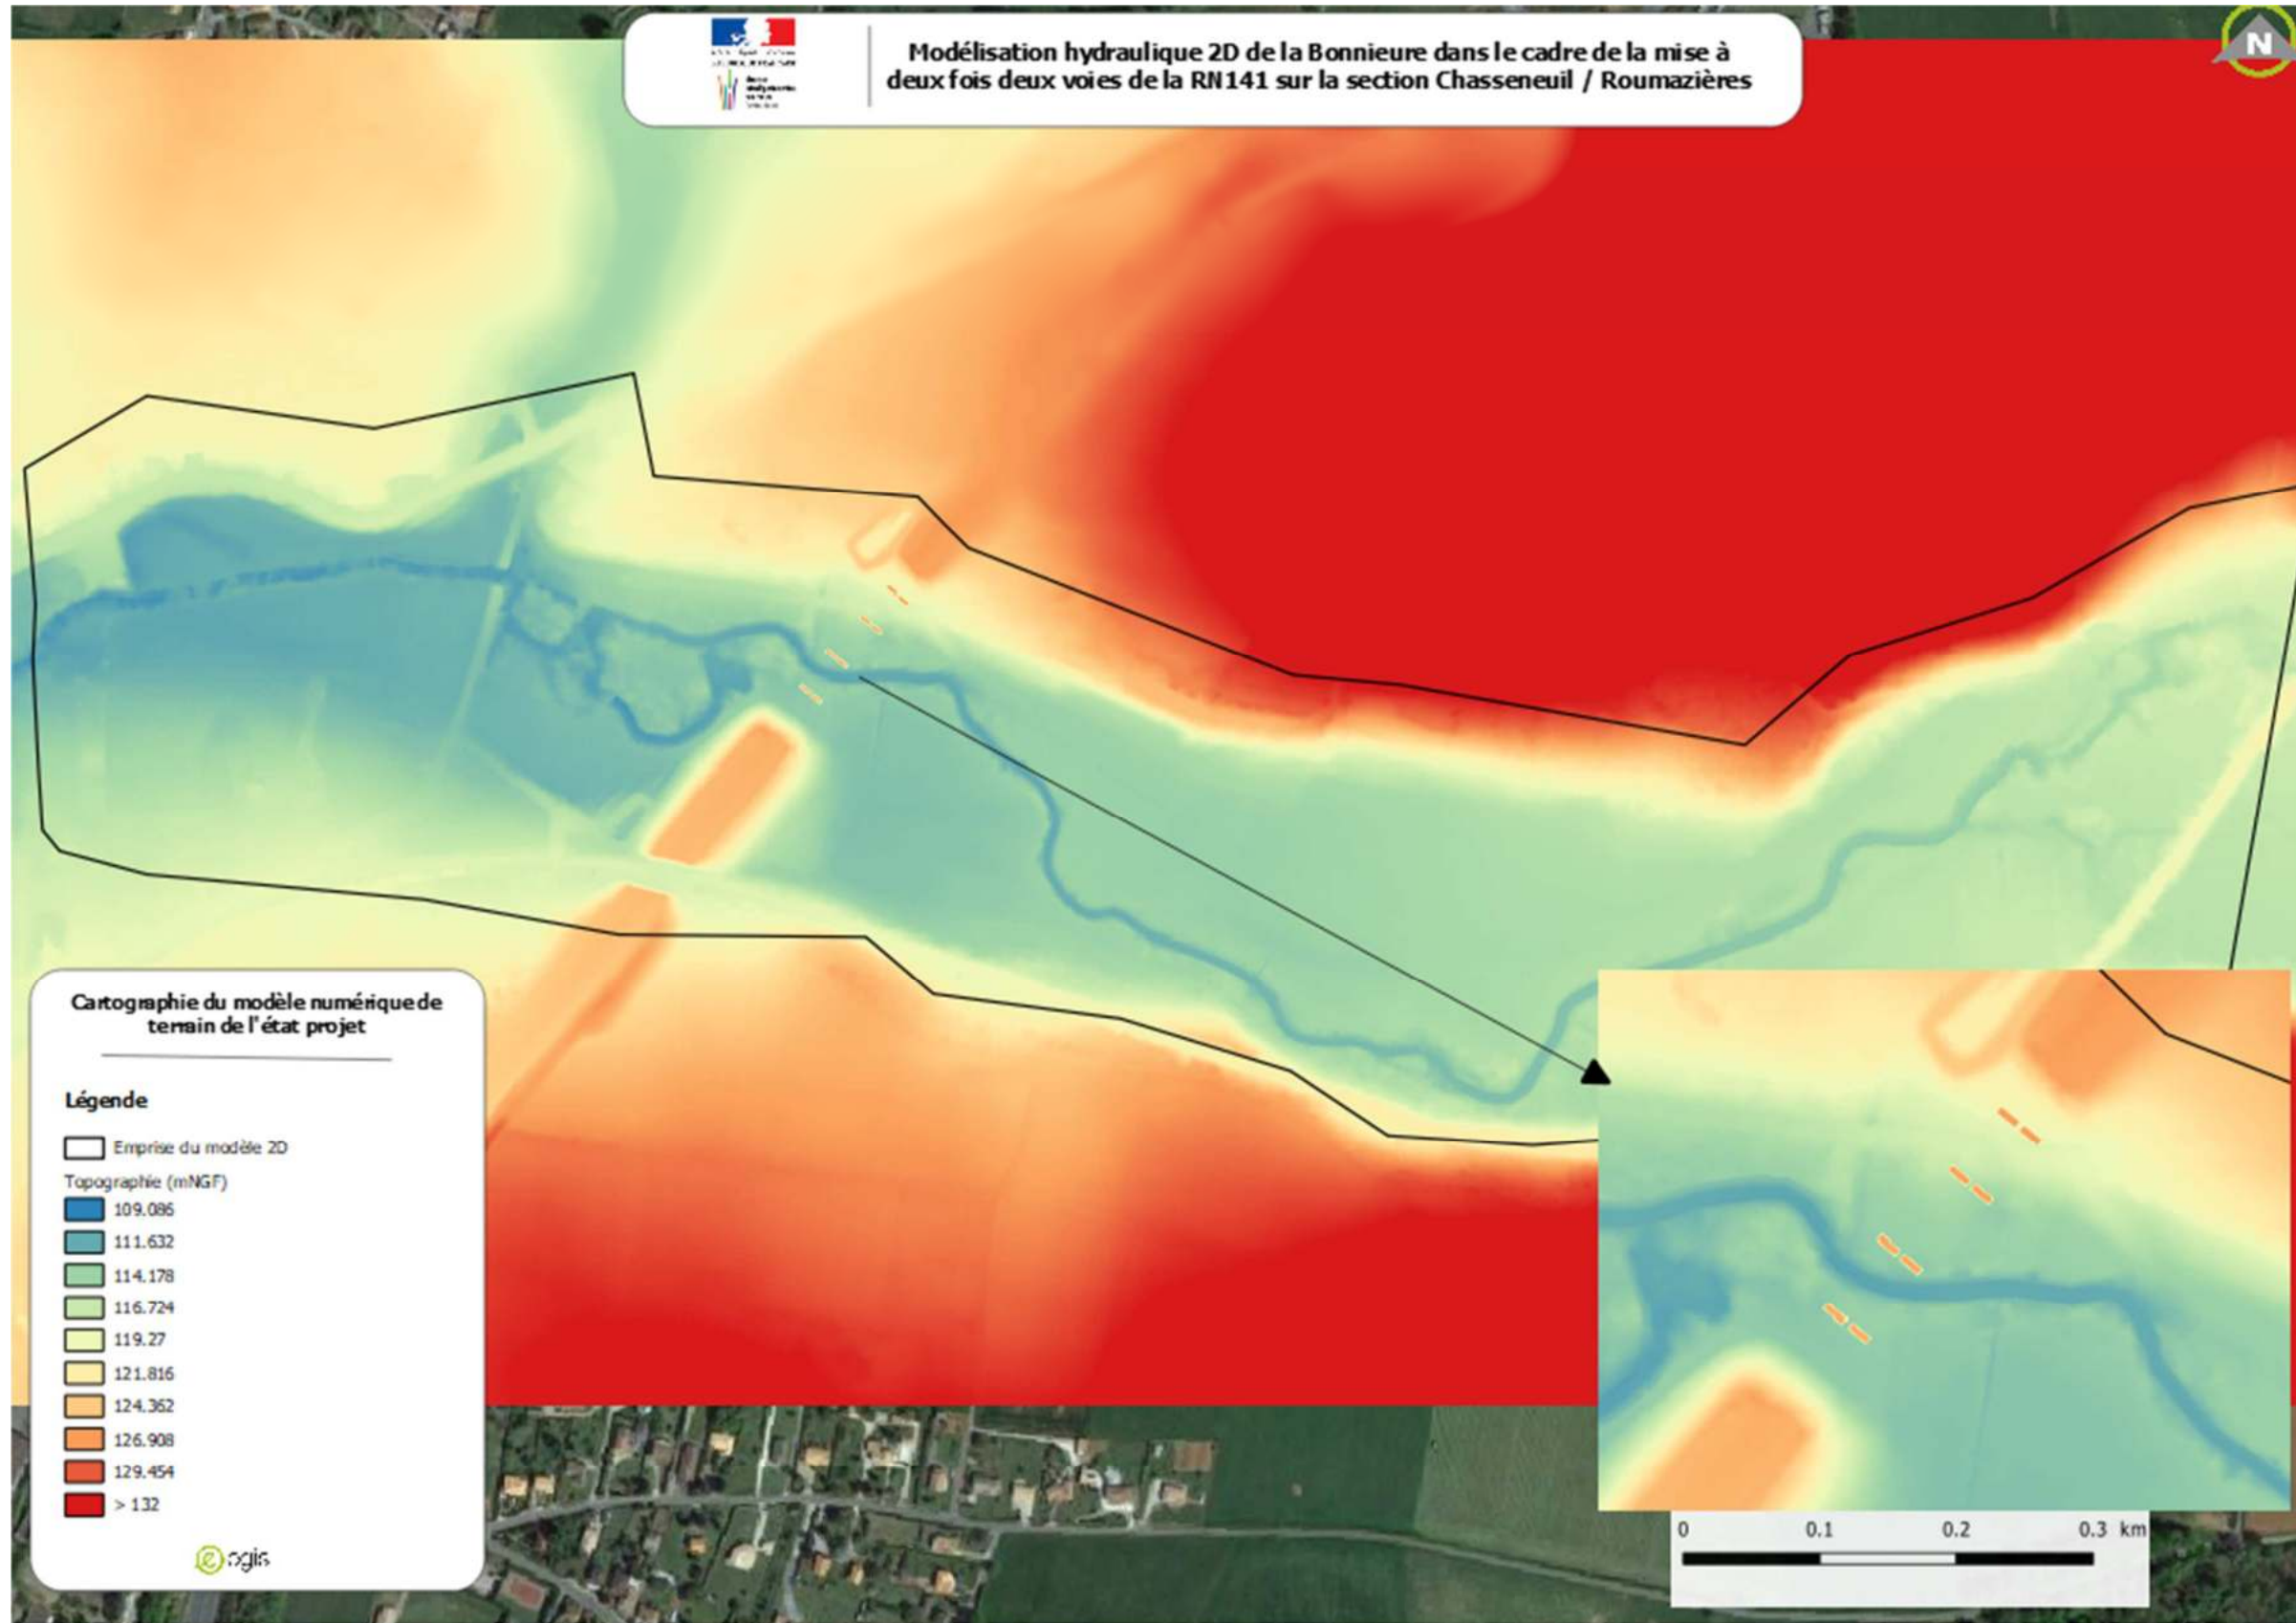 Modélisation hydraulique 2D de la Bonnieure dans le cadre de la mise à
deux fois deux voies de la RN141 sur la section Chasseneuil / Roumazières
N
Cartographie du modèle numérique de
terrain de l'état projet
Légende
Emprise du modèle 2D
Topographie (mNGF)
109.086
111.632
114.178
116.724
119.27
121.816
124.362
126.908
129.454
> 132
egis
0 0.1 0.2 0.3 km